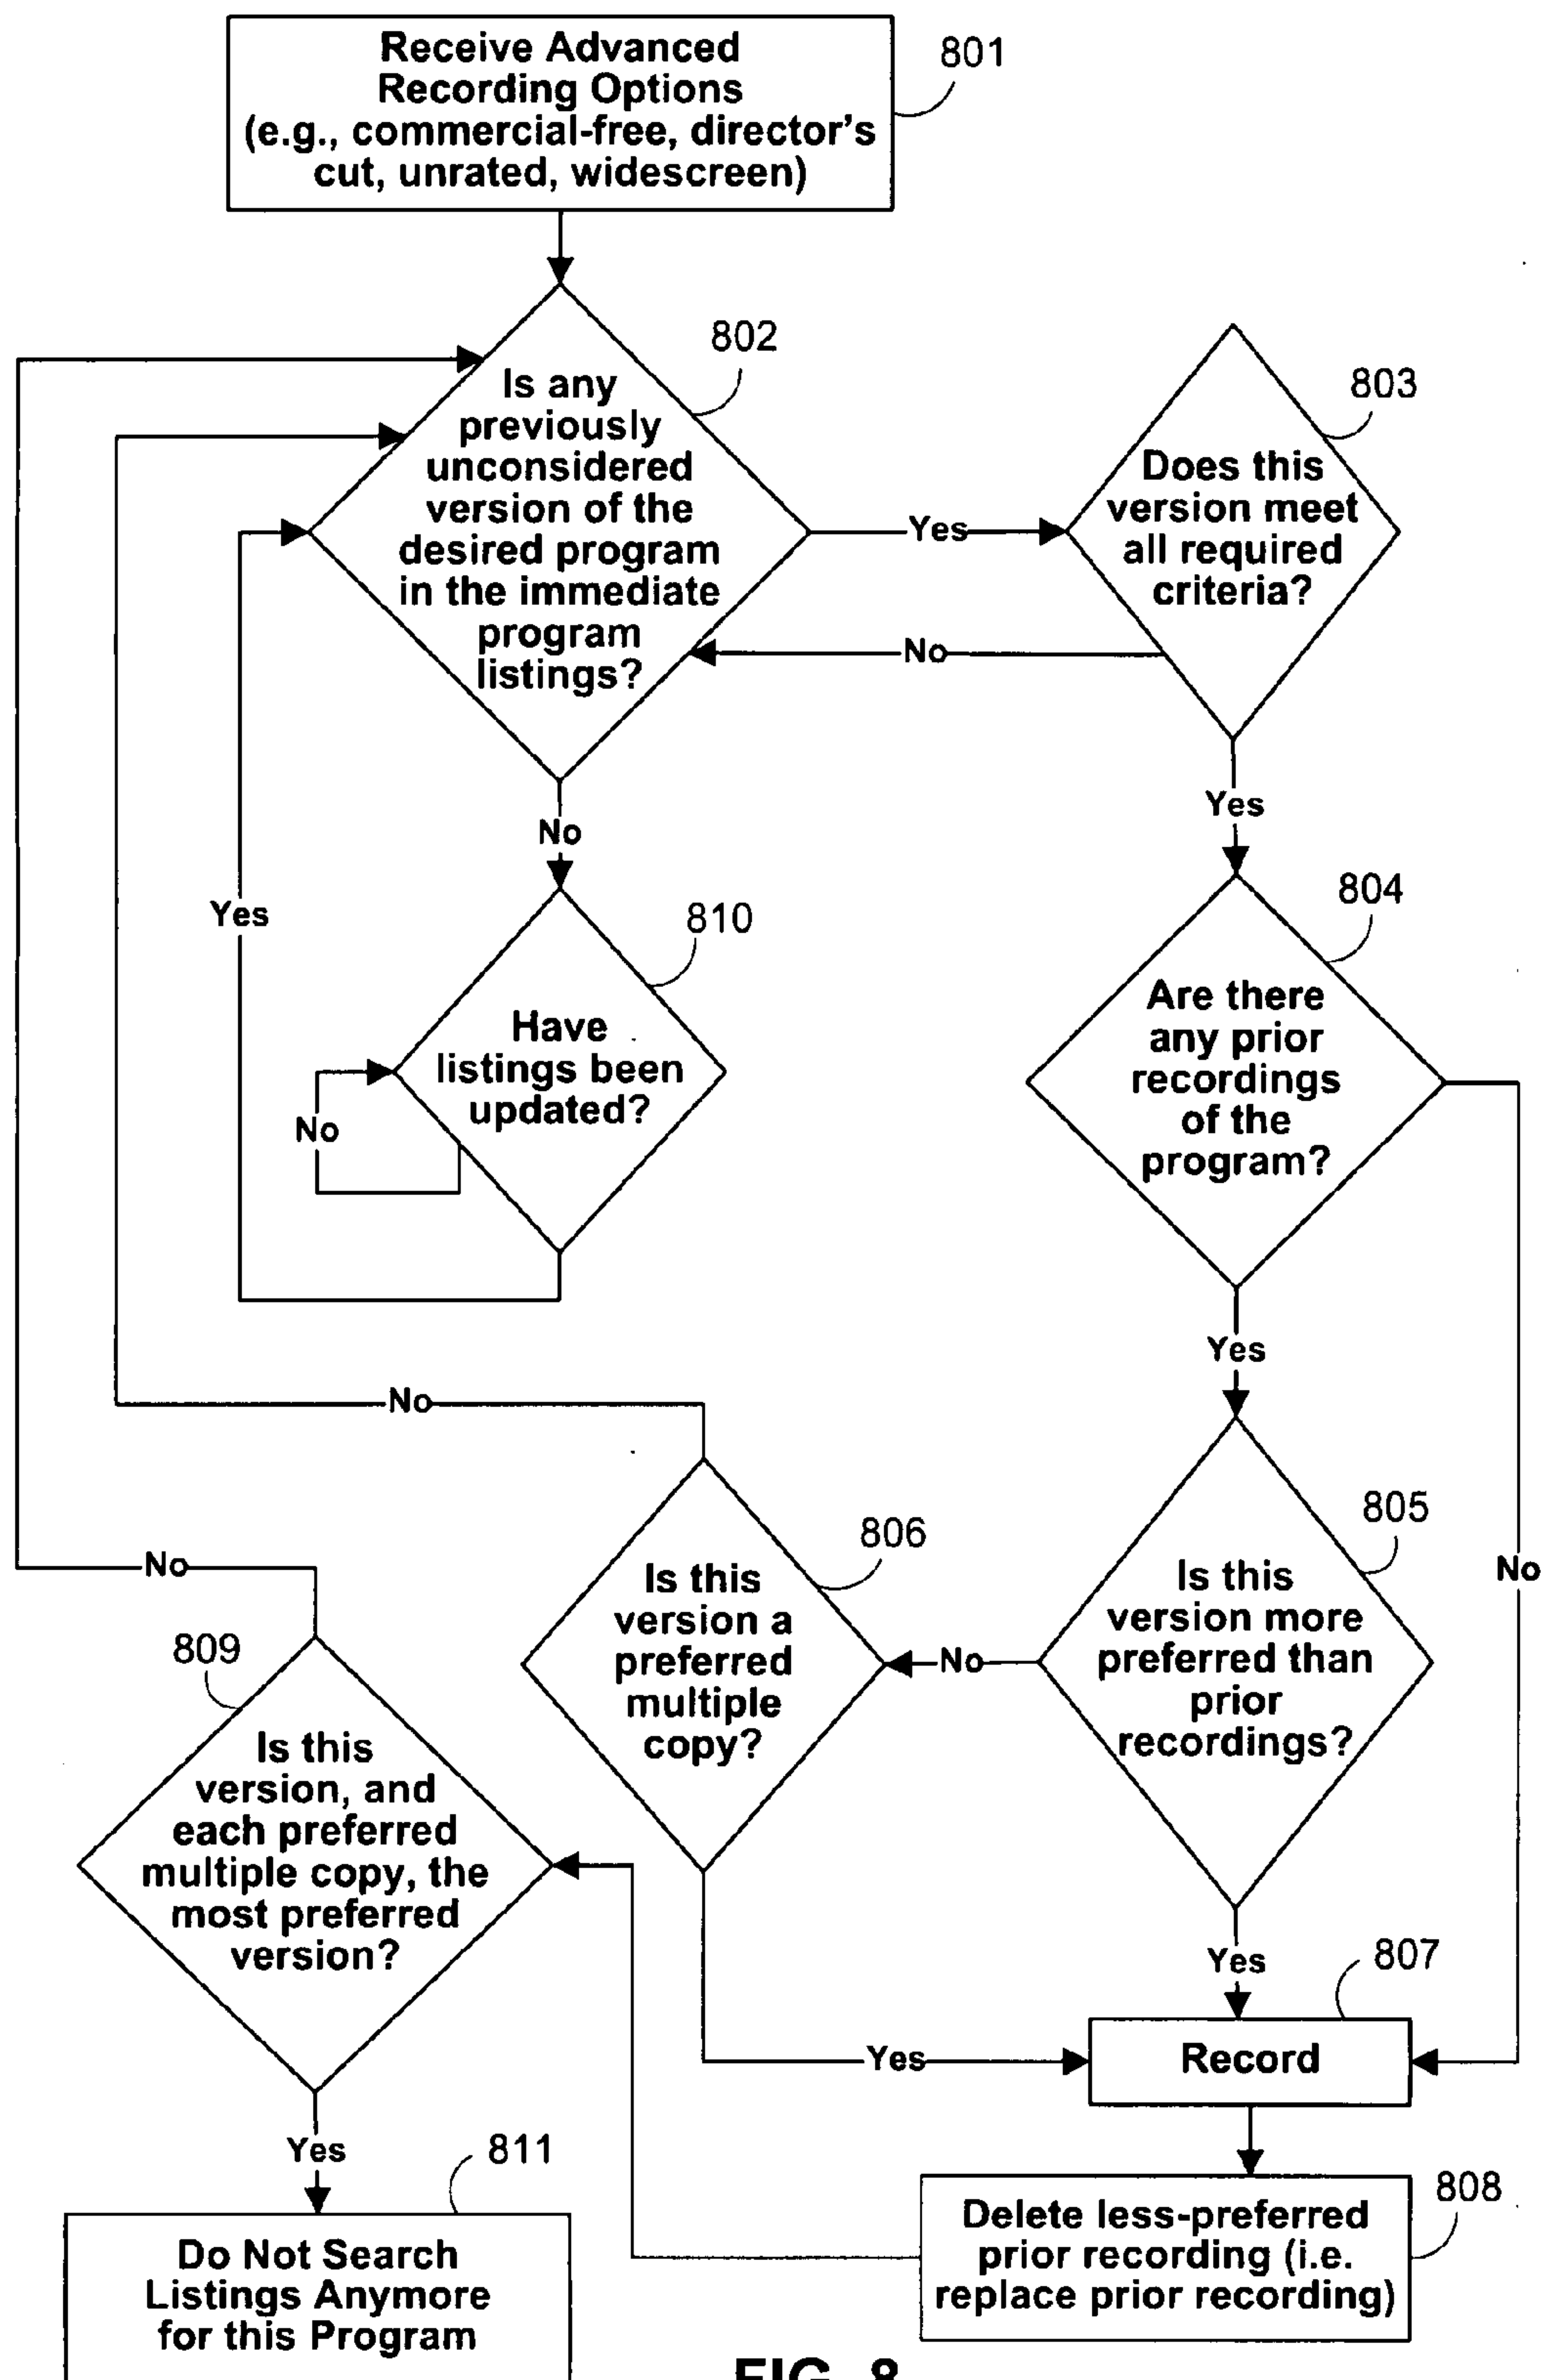 Receive Advanced
Recording Options
(e.g., commercial-free, director's
cut, unrated, widescreen)
801
802
Is any
previously
unconsidered
version of the
desired program
in the immediate
program
listings?
Yes
803
Does this
version meet
all required
criteria?
No
No
Yes
Yes
810
Have
listings been
updated?
No
804
Are there
any prior
recordings
of the
program?
Yes
No
No
805
Is this
version more
preferred than
prior
recordings?
No
806
Is this
version a
preferred
multiple
copy?
No
809
Is this
version, and
each preferred
multiple copy, the
most preferred
version?
Yes
807
Yes
Record
Yes
811
Do Not Search
Listings Anymore
for this Program
808
Delete less-preferred
prior recording (i.e.
replace prior recording)
FIG. 8